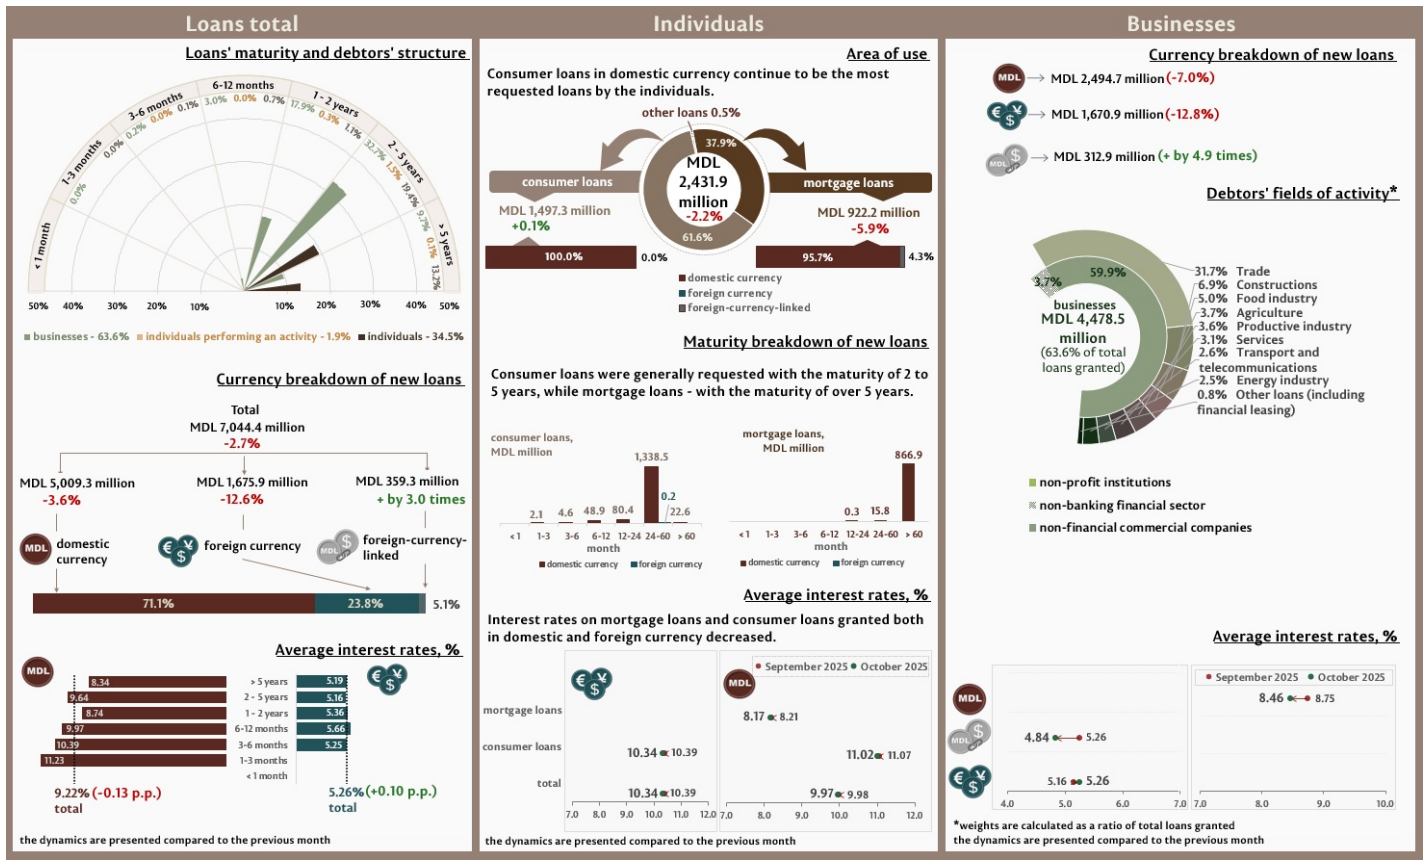 Loans total
Loans' maturity and debtors' structure
< 1 month
1-3 months
3-6 months
6-12 months
1 - 2 years
2 - 5 years
> 5 years
0.0%
0.0%
0.2%
0.0%
0.1%
3.0%
0.0%
0.7%
17.9%
0.3%
1.1%
32.7%
1.5%
19.4%
9.7%
0.1%
13.2%
50%
40%
30%
20%
10%
10%
20%
30%
40%
50%
businesses - 63.6%
individuals performing an activity - 1.9%
individuals - 34.5%
Currency breakdown of new loans
Total
MDL 7,044.4 million
-2.7%
MDL 5,009.3 million
-3.6%
MDL 1,675.9 million
-12.6%
MDL 359.3 million
+ by 3.0 times
MDL
domestic
currency
€ ¥
$
foreign currency
MDL $
foreign-currency-
linked
71.1%
23.8%
5.1%
Average interest rates, %
MDL
€ ¥
$
8.34 > 5 years 5.19
9.64 2 - 5 years 5.16
8.74 1 - 2 years 5.36
9.97 6-12 months 5.66
10.39 3-6 months 5.25
11.23 1-3 months
< 1 month
9.22% (-0.13 p.p.)
total
5.26% (+0.10 p.p.)
total
the dynamics are presented compared to the previous month
Individuals
Area of use
Consumer loans in domestic currency continue to be the most
requested loans by the individuals.
other loans 0.5%
37.9%
MDL
2,431.9
million
-2.2%
61.6%
consumer loans
MDL 1,497.3 million
+0.1%
100.0%
0.0%
mortgage loans
MDL 922.2 million
-5.9%
95.7%
4.3%
domestic currency
foreign currency
foreign-currency-linked
Maturity breakdown of new loans
Consumer loans were generally requested with the maturity of 2 to
5 years, while mortgage loans - with the maturity of over 5 years.
consumer loans,
MDL million
2.1
4.6
48.9
80.4
1,338.5
0.2
22.6
< 1 1-3 3-6 6-12 12-24 24-60 > 60
month
domestic currency
foreign currency
mortgage loans,
MDL million
0.3
15.8
866.9
< 1 1-3 3-6 6-12 12-24 24-60 > 60
month
domestic currency
foreign currency
Average interest rates, %
Interest rates on mortgage loans and consumer loans granted both
in domestic and foreign currency decreased.
€ ¥
$
MDL
September 2025
October 2025
mortgage loans
8.17
8.21
consumer loans
10.34
10.39
11.02
11.07
total
10.34
10.39
9.97
9.98
7.0 8.0 9.0 10.0 11.0 12.0
7.0 8.0 9.0 10.0 11.0 12.0
the dynamics are presented compared to the previous month
Businesses
Currency breakdown of new loans
MDL
MDL 2,494.7 million (-7.0%)
€ ¥
$
MDL 1,670.9 million (-12.8%)
MDL $
MDL 312.9 million (+ by 4.9 times)
Debtors' fields of activity*
3.7%
59.9%
businesses
MDL 4,478.5
million
(63.6% of total
loans granted)
31.7% Trade
6.9% Constructions
5.0% Food industry
3.7% Agriculture
3.6% Productive industry
3.1% Services
2.6% Transport and
telecommunications
2.5% Energy industry
0.8% Other loans (including
financial leasing)
non-profit institutions
non-banking financial sector
non-financial commercial companies
Average interest rates, %
September 2025
October 2025
MDL
8.46
8.75
MDL $
4.84
5.26
€ ¥
$
5.16
5.26
4.0 5.0 6.0 7.0
7.0 8.0 9.0 10.0
*weights are calculated as a ratio of total loans granted
the dynamics are presented compared to the previous month